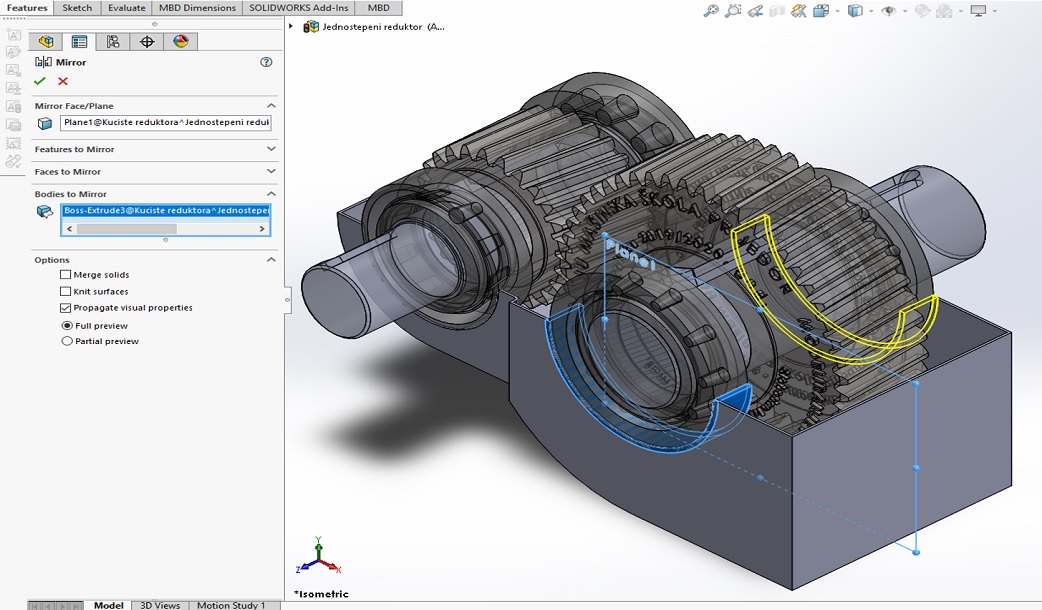 Features Sketch Evaluate MBD Dimensions SOLIDWORKS Add-Ins MBD
Jednostepeni reduktor (A...
Mirror
Mirror Face/Plane
Plane1@Kuciste reduktora^Jednostepeni reduk
Features to Mirror
Faces to Mirror
Bodies to Mirror
Boss-Extrude3@Kuciste reduktora^Jednostepe
Options
Merge solids
Knit surfaces
Propagate visual properties
Full preview
Partial preview
Plane1
Y
Z
X
*Isometric
Model 3D Views Motion Study 1